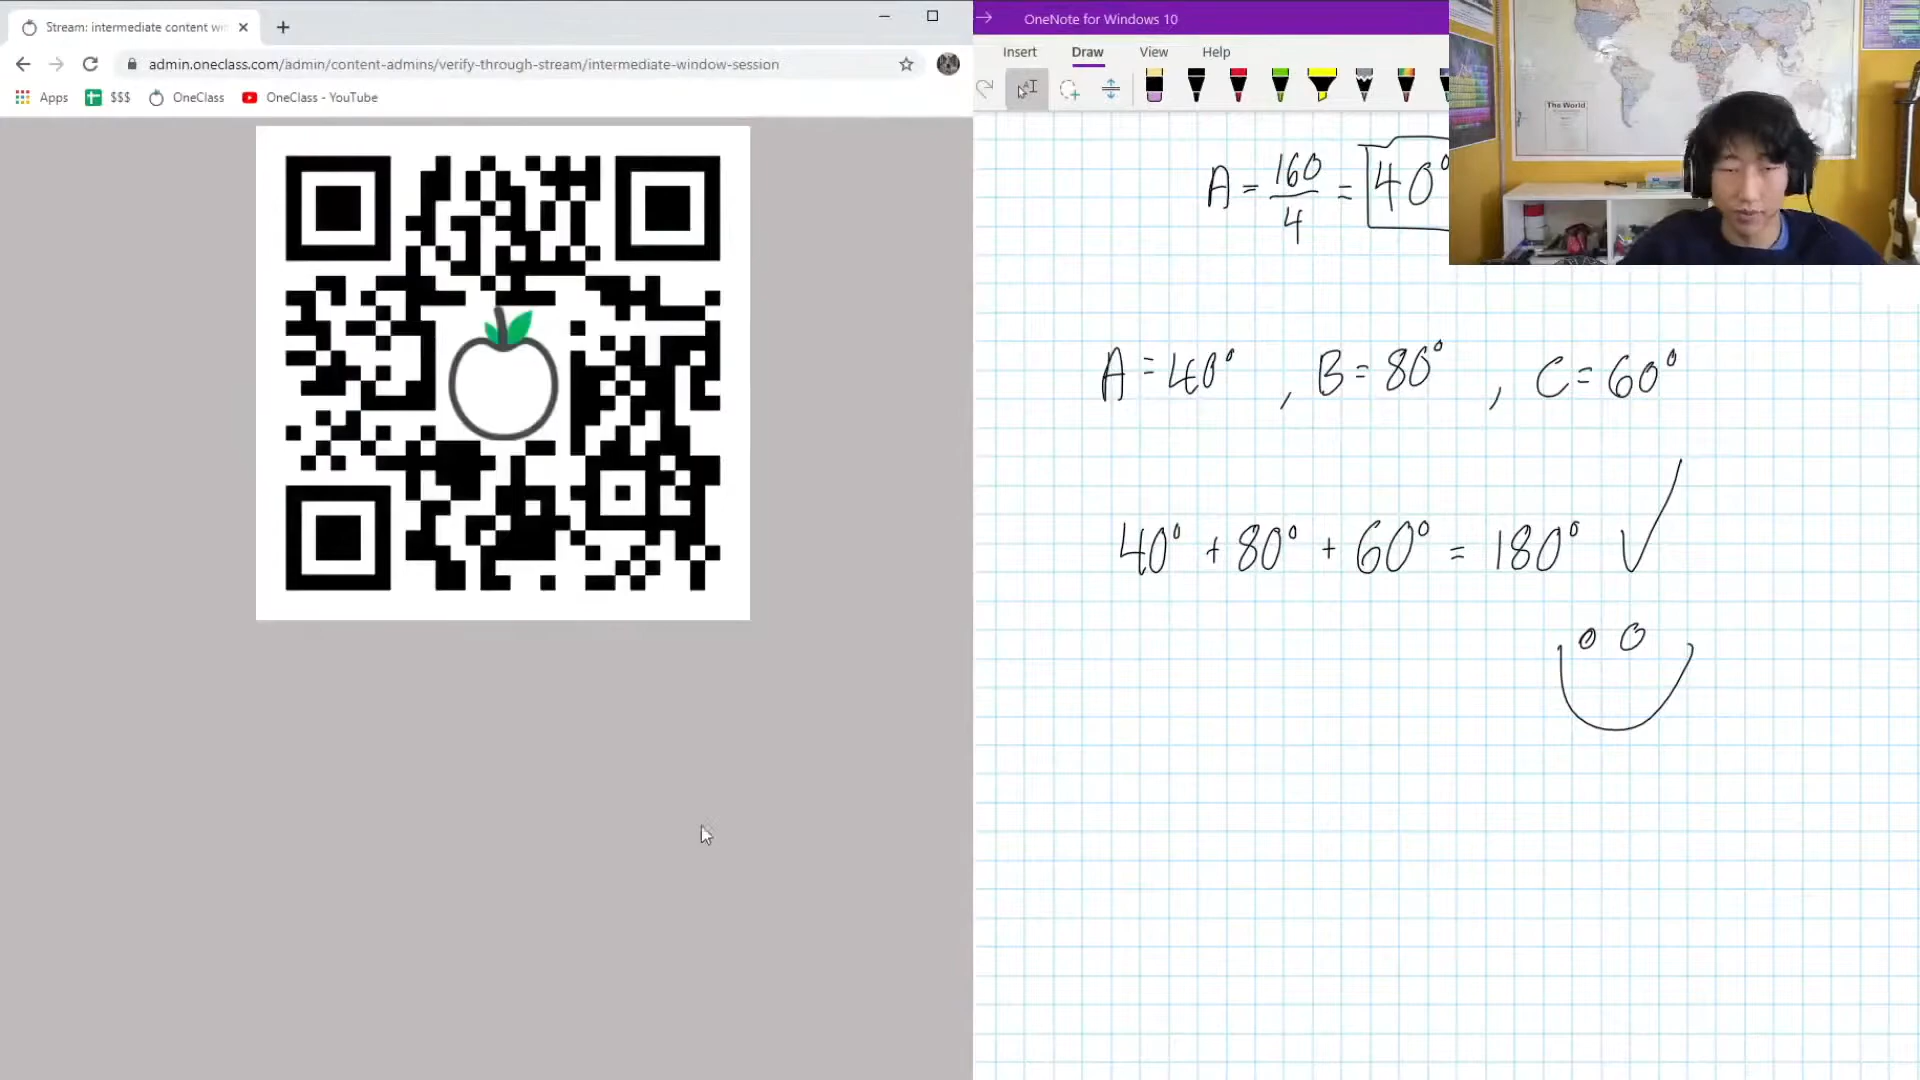 Stream: intermediate content wi
admin.oneclass.com/admin/content-admins/verify-through-stream/intermediate-window-session
Apps $$$ OneClass OneClass - YouTube
OneNote for Windows 10
Insert Draw View Help
A = 160/4 = 40°
A = 40° , B = 80° , C = 60°
40° + 80° + 60° = 180° ✓
The World